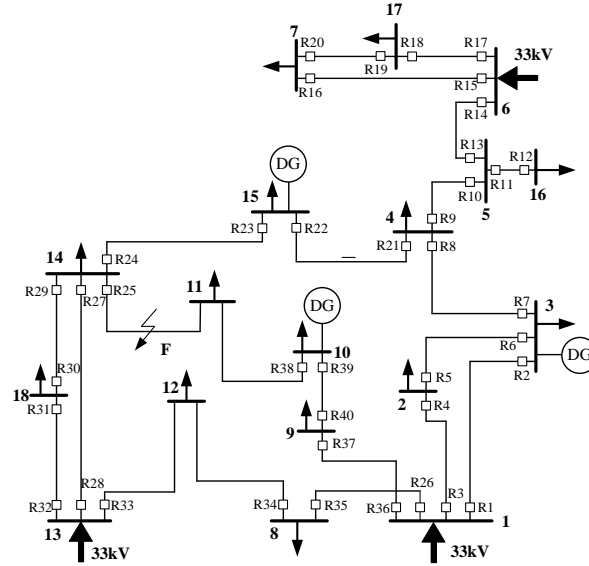 17
7
R20
R18
R17
33kV
R19
R16
R15
R14
6
R13
R12
DG
R10
R11
15
4
5
16
R9
R23
R22
R21
R8
14
R24
11
3
R29
R27
R25
DG
R7
R6
F
10
R2
DG
12
R38
R39
R30
R5
18
2
R31
R40
R4
9
R37
R28
R26
R32
R33
R34
R35
R36
R3
R1
13
8
1
33kV
33kV